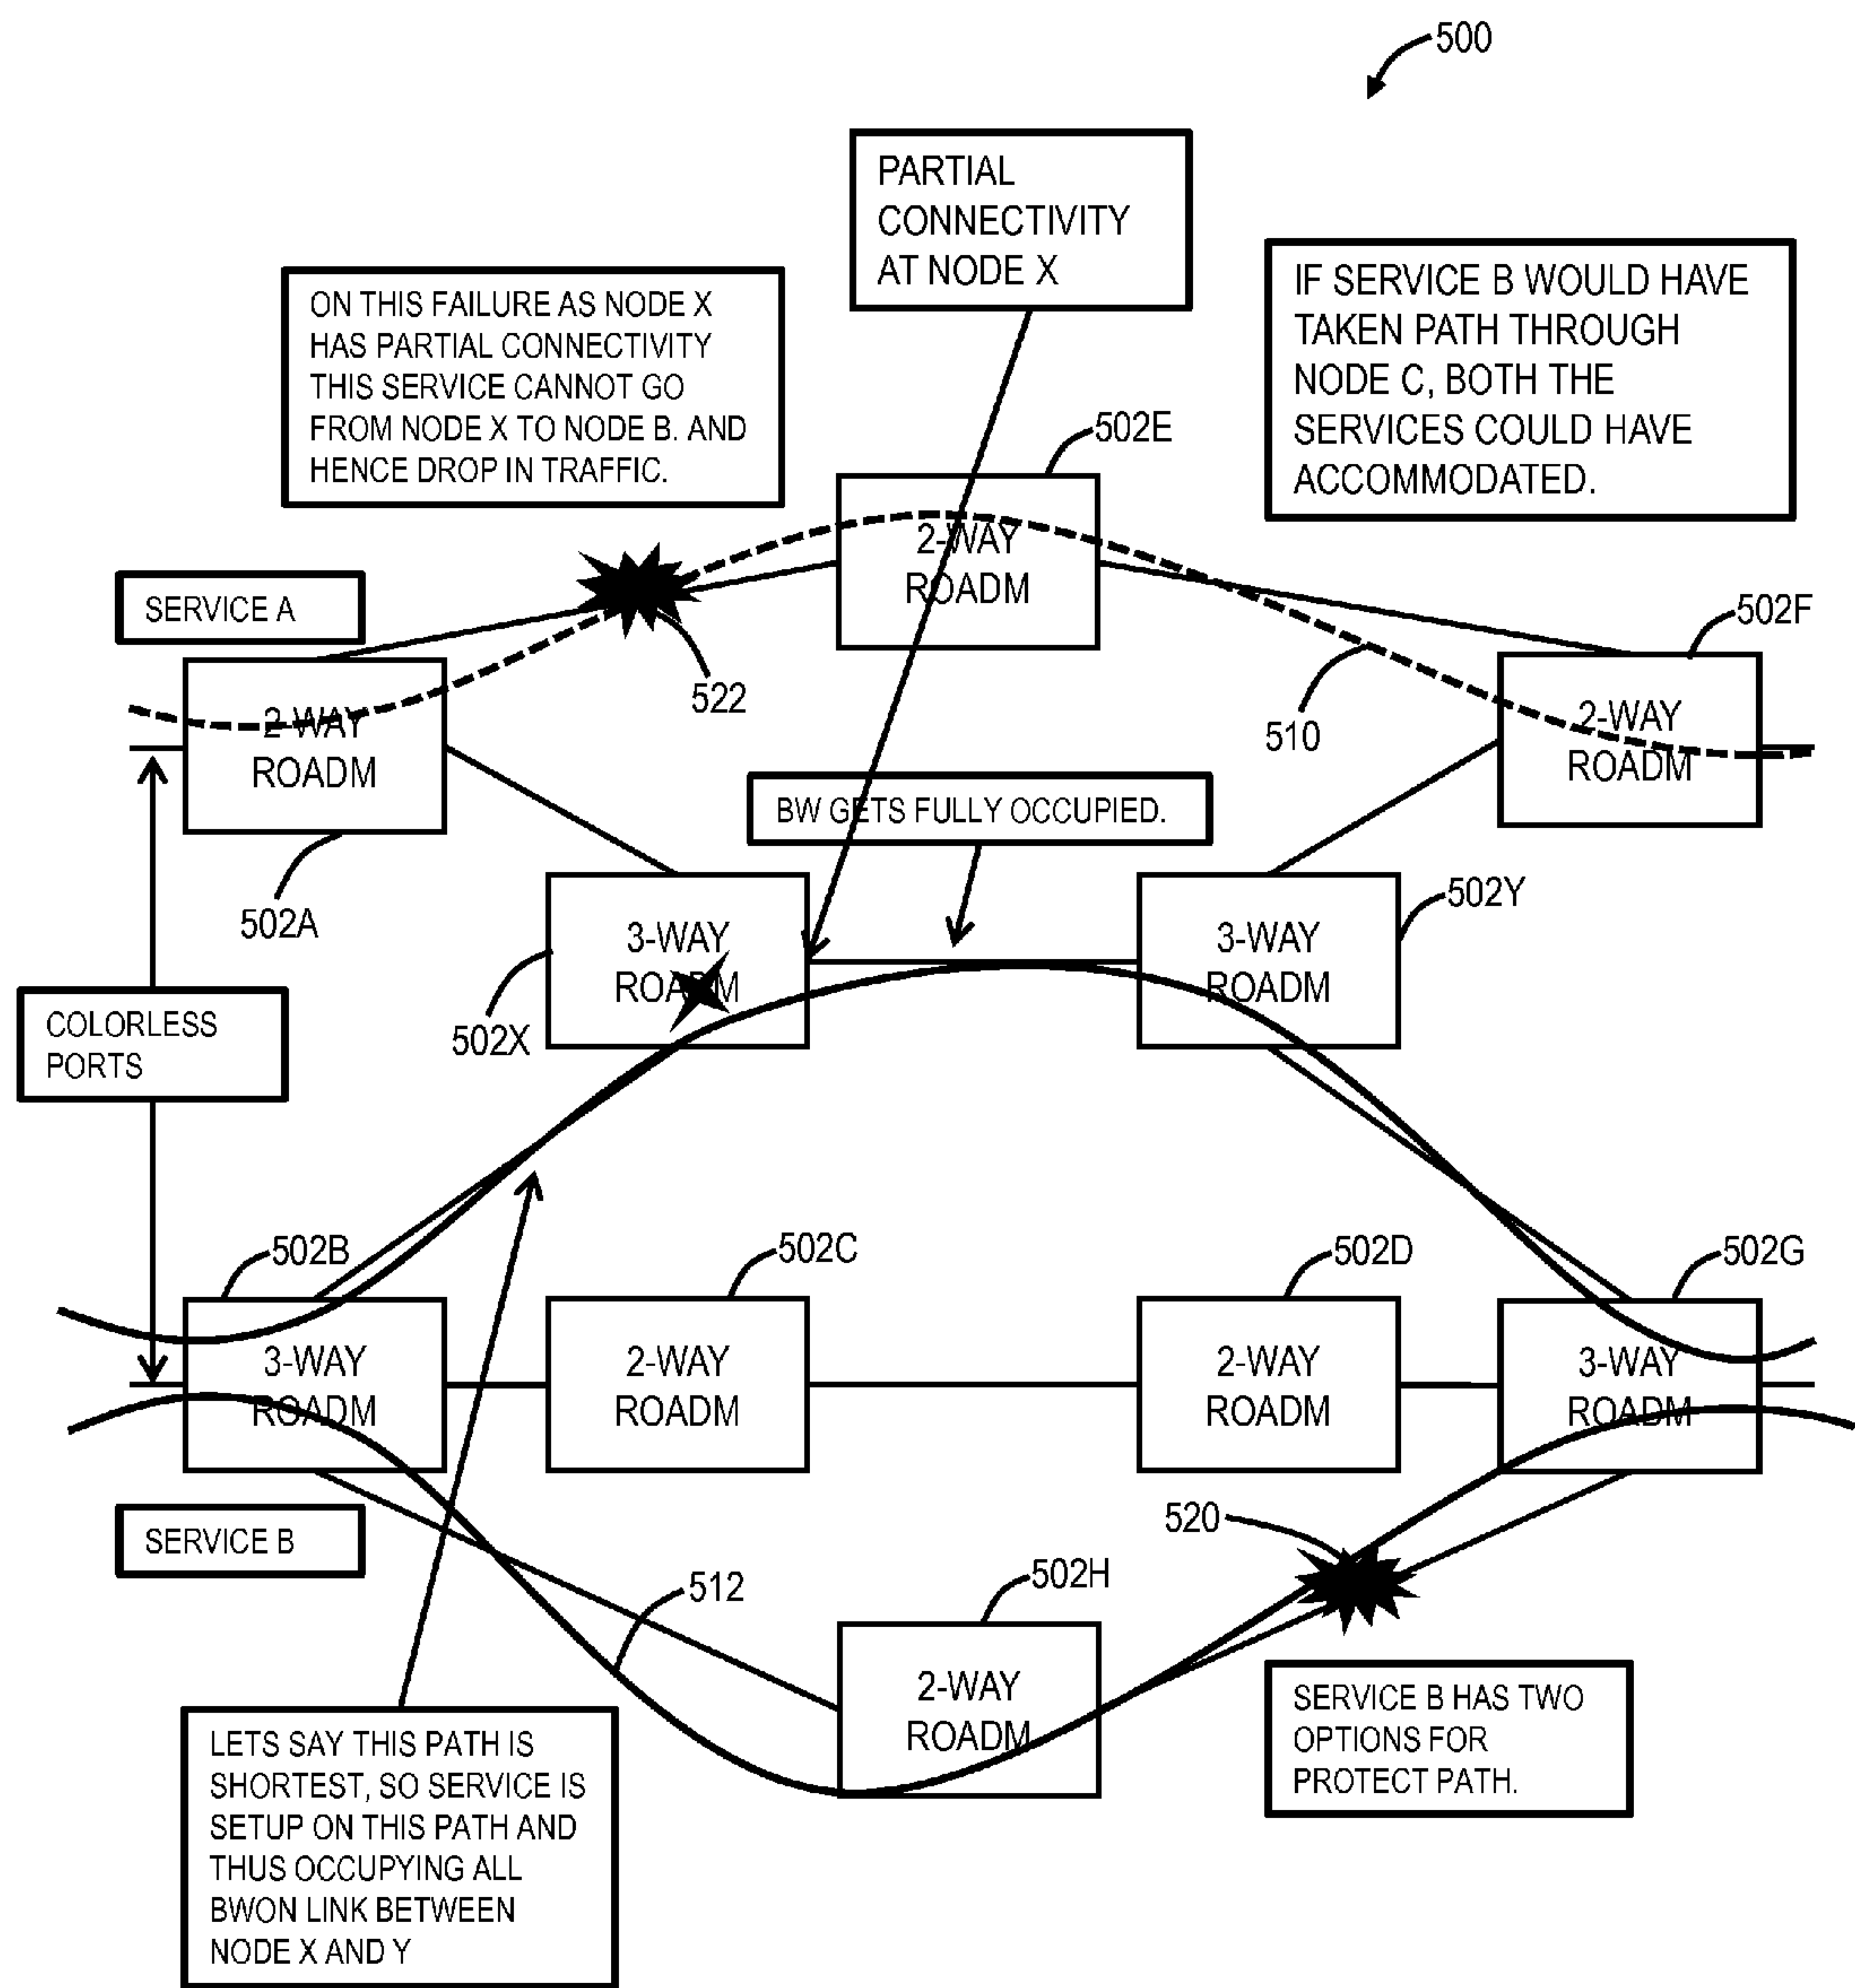 500
PARTIAL
CONNECTIVITY
AT NODE X
IF SERVICE B WOULD HAVE
TAKEN PATH THROUGH
NODE C, BOTH THE
SERVICES COULD HAVE
ACCOMMODATED.
ON THIS FAILURE AS NODE X
HAS PARTIAL CONNECTIVITY
THIS SERVICE CANNOT GO
FROM NODE X TO NODE B. AND
HENCE DROP IN TRAFFIC.
502E
2-WAY
ROADM
SERVICE A
522
502F
510
2-WAY
ROADM
2-WAY
ROADM
502A
BW GETS FULLY OCCUPIED.
3-WAY
ROADM
502X
3-WAY
ROADM
502Y
COLORLESS
PORTS
502B
502C
502D
502G
3-WAY
ROADM
2-WAY
ROADM
2-WAY
ROADM
3-WAY
ROADM
SERVICE B
512
502H
520
2-WAY
ROADM
SERVICE B HAS TWO
OPTIONS FOR
PROTECT PATH.
LETS SAY THIS PATH IS
SHORTEST, SO SERVICE IS
SETUP ON THIS PATH AND
THUS OCCUPYING ALL
BWON LINK BETWEEN
NODE X AND Y